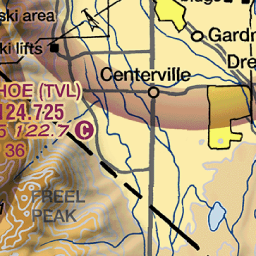 ski area
ski lifts
Gardn
Dre
Centerville
HOE (TVL)
124.725
122.7 C
36
FREEL
PEAK